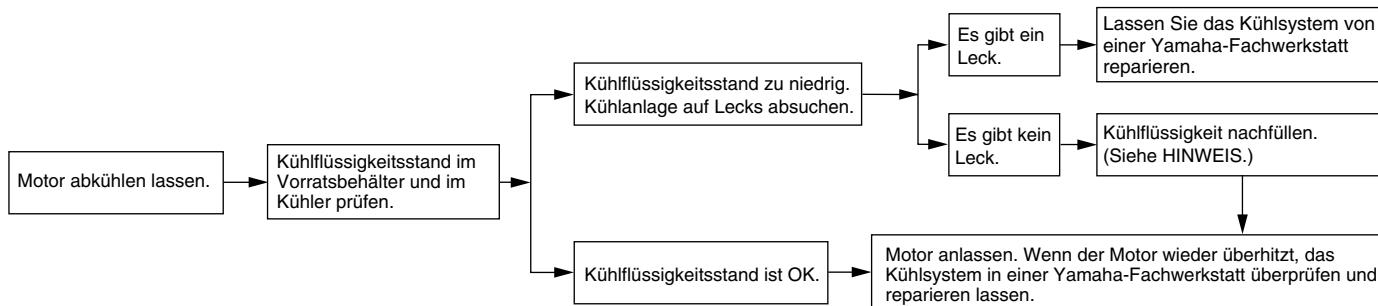 Motor abkühlen lassen.
Kühlflüssigkeitsstand im
Vorratsbehälter und im
Kühler prüfen.
Kühlflüssigkeitsstand zu niedrig.
Kühlanlage auf Lecks absuchen.
Es gibt ein
Leck.
Lassen Sie das Kühlsystem von
einer Yamaha-Fachwerkstatt
reparieren.
Es gibt kein
Leck.
Kühlflüssigkeit nachfüllen.
(Siehe HINWEIS.)
Kühlflüssigkeitsstand ist OK.
Motor anlassen. Wenn der Motor wieder überhitzt, das
Kühlsystem in einer Yamaha-Fachwerkstatt überprüfen und
reparieren lassen.